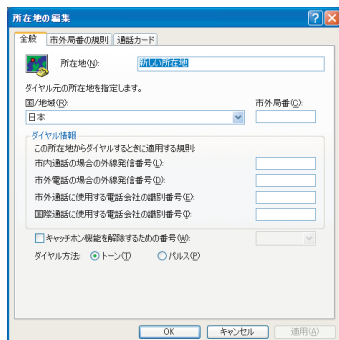 所在地の編集
全般 市外局番の規則 通話カード
所在地(N): 新しい所在地
ダイヤル元の所在地を指定します。
国/地域(R): 市外局番(C):
日本
ダイヤル情報
この所在地からダイヤルするときに適用する規則:
市内通話の場合の外線発信番号(L):
市外電話の場合の外線発信番号(D):
市外通話に使用する電話会社の識別番号(E):
国際通話に使用する電話会社の識別番号(I):
キャッチホン機能を解除するための番号(W):
ダイヤル方法: トーン(T) パルス(P)
OK キャンセル 適用(A)